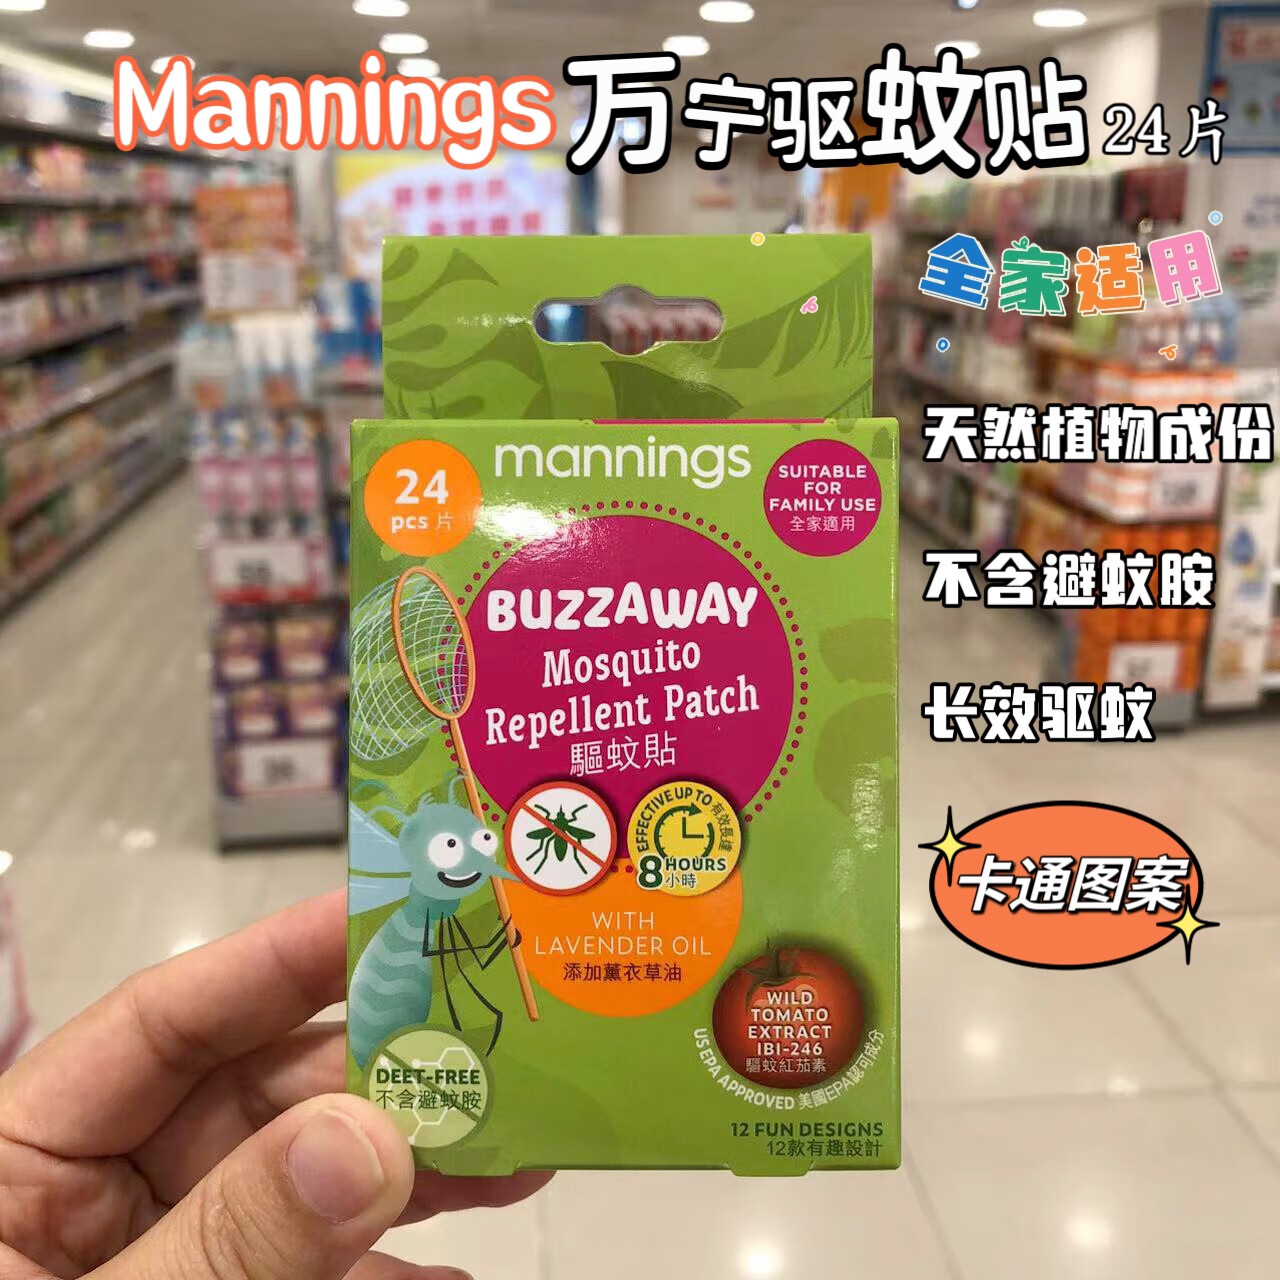 Mannings 万宁驱蚊贴 24片
全家适用
天然植物成份
不含避蚊胺
长效驱蚊
卡通图案
mannings
24
pcs 片
SUITABLE
FOR
FAMILY USE
全家適用
BUZZAWAY
Mosquito
Repellent Patch
驅蚊貼
EFFECTIVE UP TO 有效長達
8 HOURS
小時
WITH
LAVENDER OIL
添加薰衣草油
WILD
TOMATO
EXTRACT
IBI-246
驅蚊紅茄素
US EPA APPROVED 美國EPA認可成分
DEET-FREE
不含避蚊胺
12 FUN DESIGNS
12款有趣設計